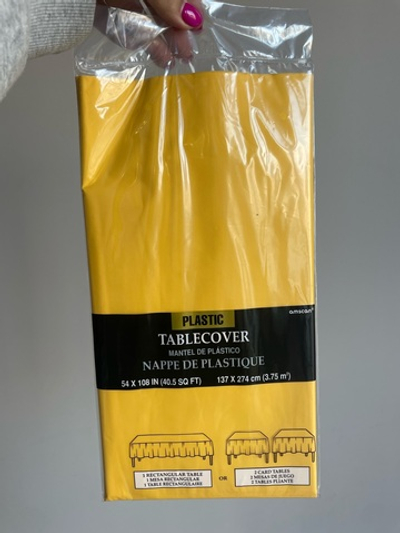 amscan
PLASTIC
TABLECOVER
MANTEL DE PLÁSTICO
NAPPE DE PLASTIQUE
54 X 108 IN (40.5 SQ FT) 137 X 274 cm (3.75 m²)
1 RECTANGULAR TABLE
1 MESA RECTANGULAR
1 TABLE RECTANGULAIRE
OR
2 CARD TABLES
2 MESAS DE JUEGO
2 TABLES PLIANTE